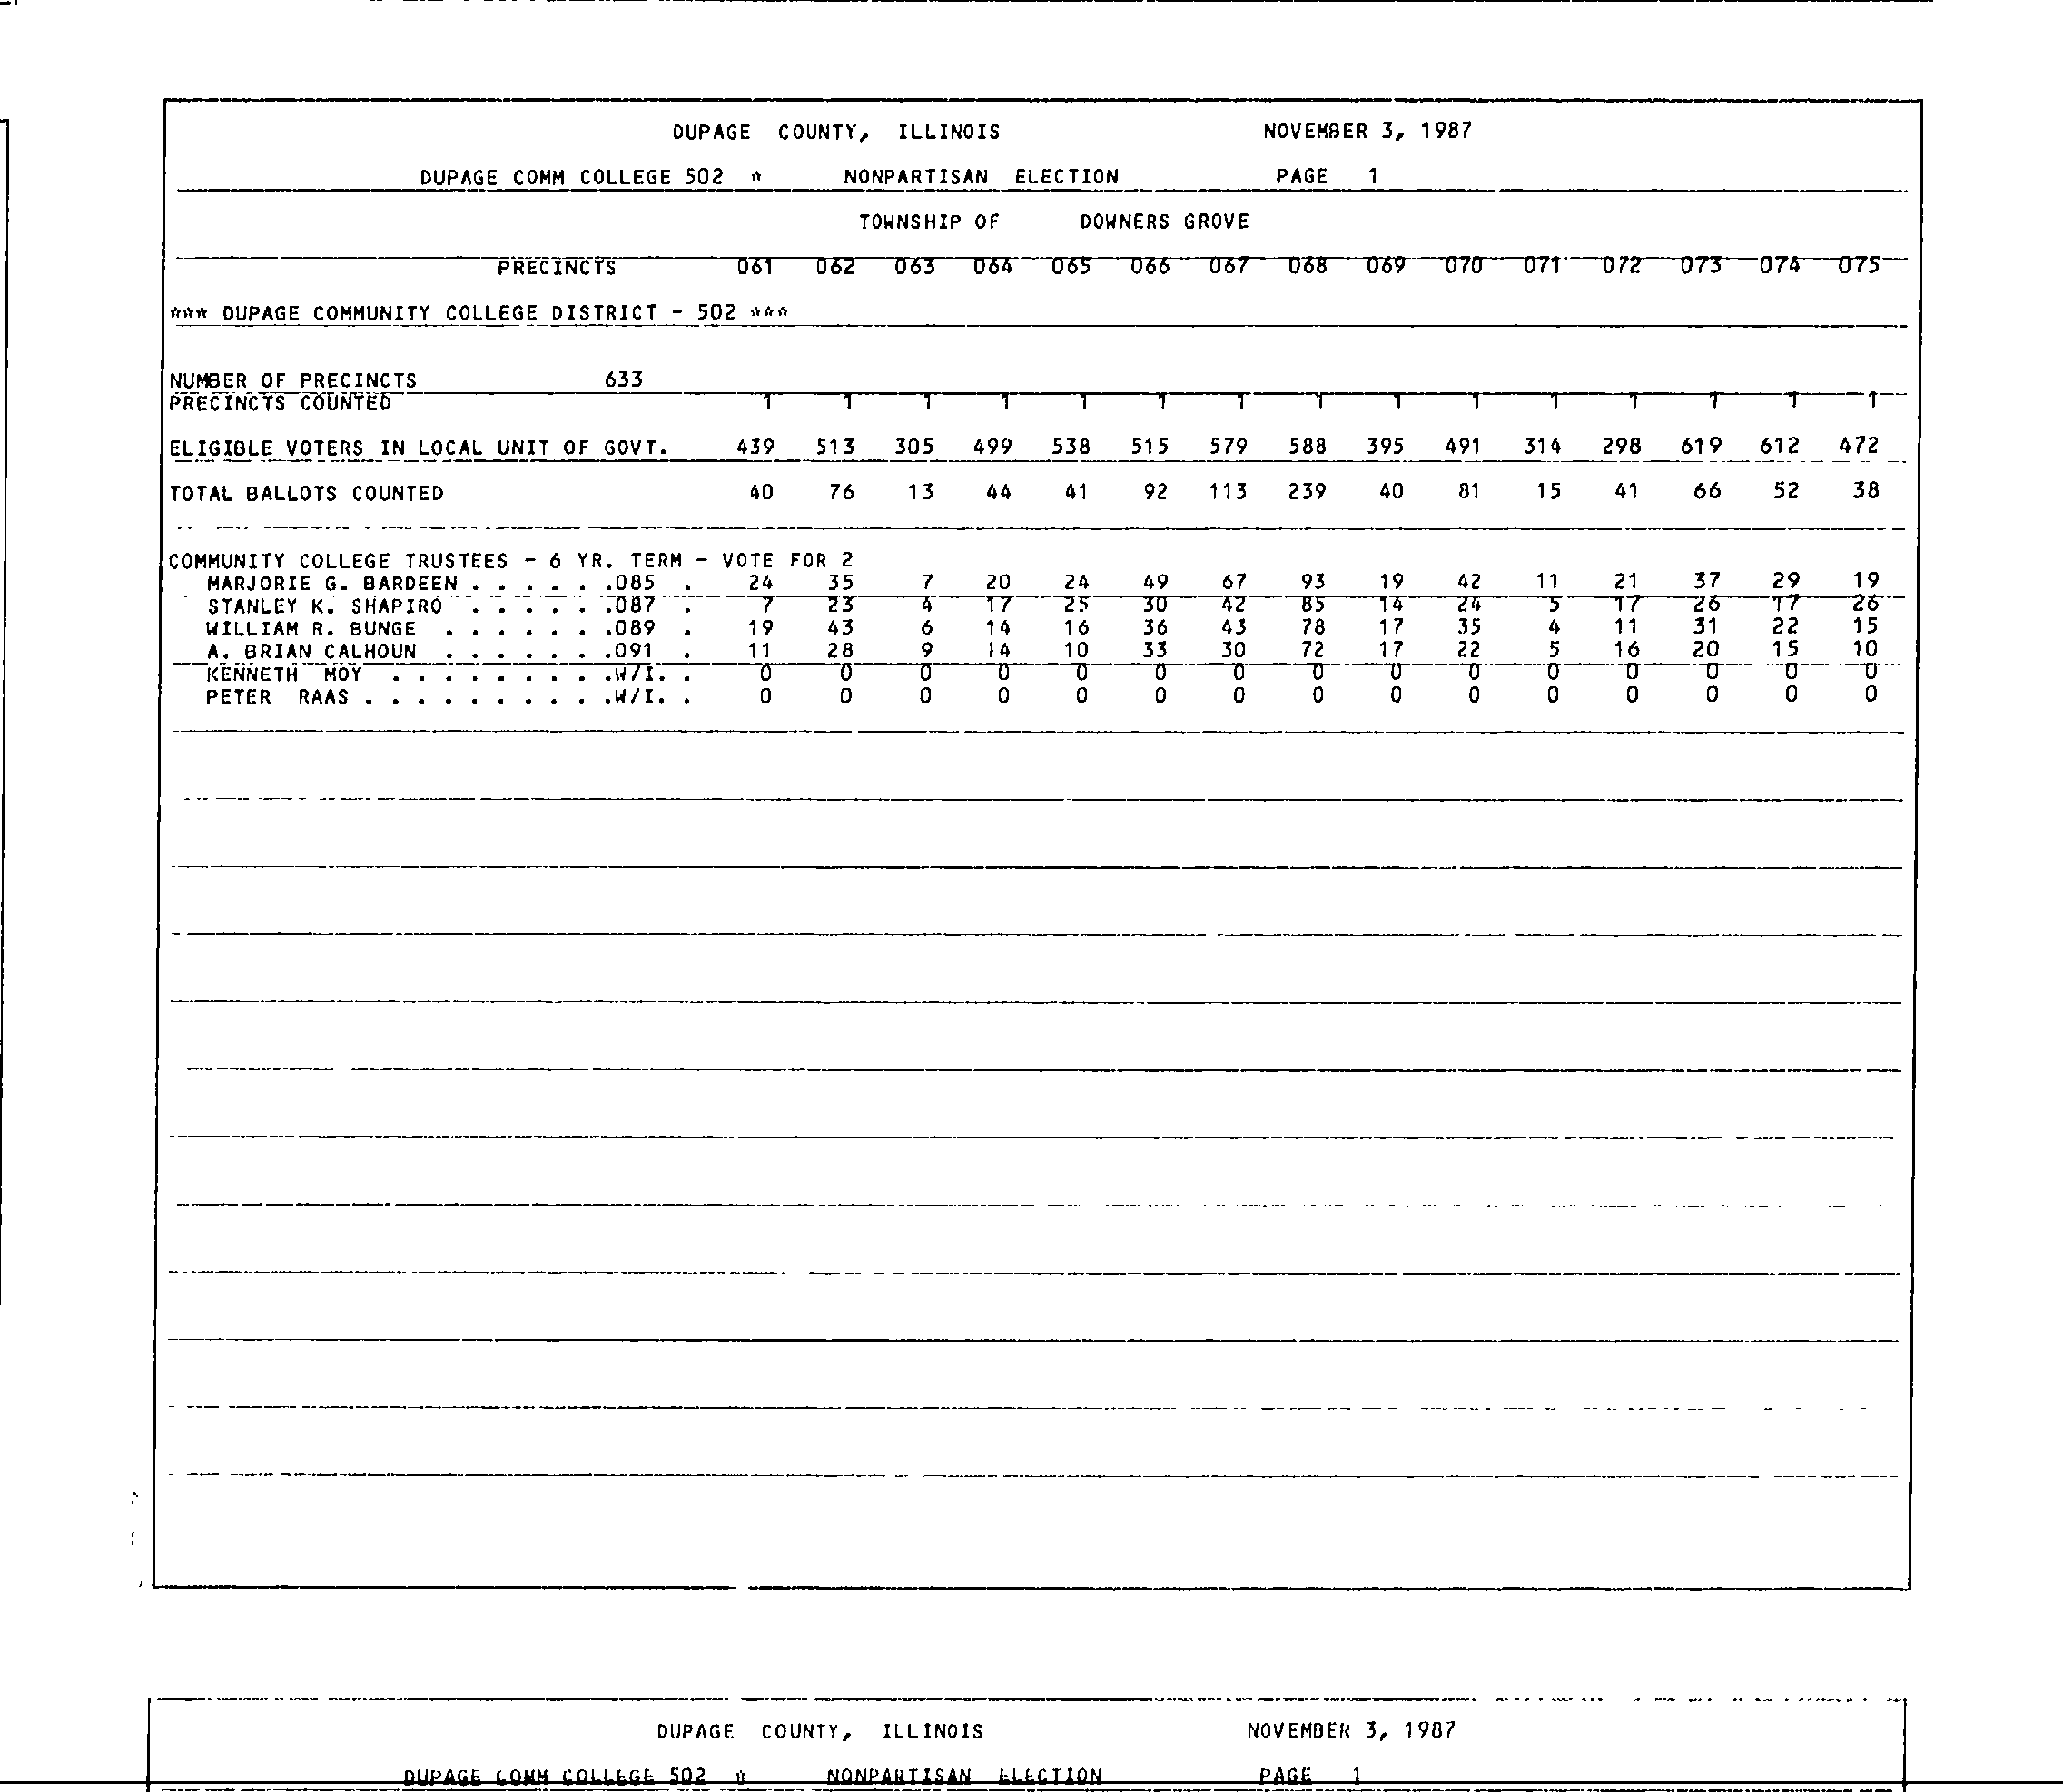 DUPAGE COUNTY, ILLINOIS NOVEMBER 3, 1987
DUPAGE COMM COLLEGE 502 * NONPARTISAN ELECTION PAGE 1
TOWNSHIP OF DOWNERS GROVE
PRECINCTS 061 062 063 064 065 066 067 068 069 070 071 072 073 074 075
*** DUPAGE COMMUNITY COLLEGE DISTRICT - 502 ***
NUMBER OF PRECINCTS 633
PRECINCTS COUNTED 1 1 1 1 1 1 1 1 1 1 1 1 1 1 1
ELIGIBLE VOTERS IN LOCAL UNIT OF GOVT. 439 513 305 499 538 515 579 588 395 491 314 298 619 612 472
TOTAL BALLOTS COUNTED 40 76 13 44 41 92 113 239 40 81 15 41 66 52 38
COMMUNITY COLLEGE TRUSTEES - 6 YR. TERM - VOTE FOR 2
MARJORIE G. BARDEEN . . . . . .085 . 24 35 7 20 24 49 67 93 19 42 11 21 37 29 19
STANLEY K. SHAPIRO . . . . . .087 . 7 23 4 17 25 30 42 85 14 24 5 17 26 17 26
WILLIAM R. BUNGE . . . . . . .089 . 19 43 6 14 16 36 43 78 17 35 4 11 31 22 15
A. BRIAN CALHOUN . . . . . . .091 . 11 28 9 14 10 33 30 72 17 22 5 16 20 15 10
KENNETH MOY . . . . . . . . .W/I. . 0 0 0 0 0 0 0 0 0 0 0 0 0 0 0
PETER RAAS . . . . . . . . . .W/I. . 0 0 0 0 0 0 0 0 0 0 0 0 0 0 0
DUPAGE COUNTY, ILLINOIS NOVEMBER 3, 1987
DUPAGE COMM COLLEGE 502 * NONPARTISAN ELECTION PAGE 1